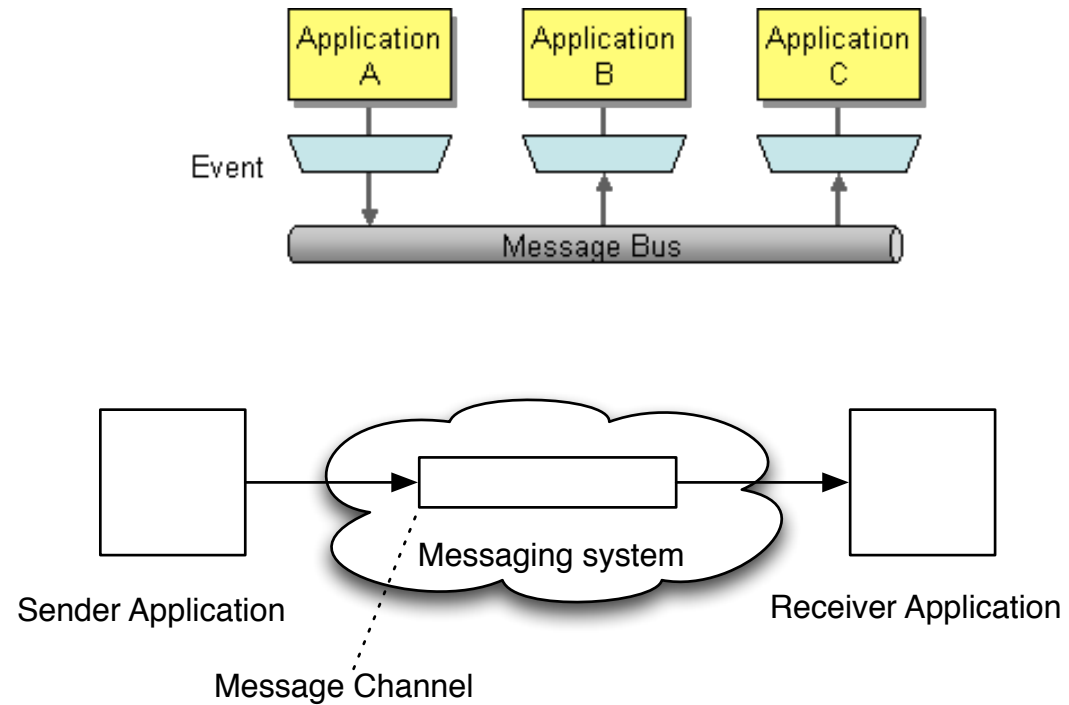 Application
A
Application
B
Application
C
Event
Message Bus
Messaging system
Sender Application
Receiver Application
Message Channel